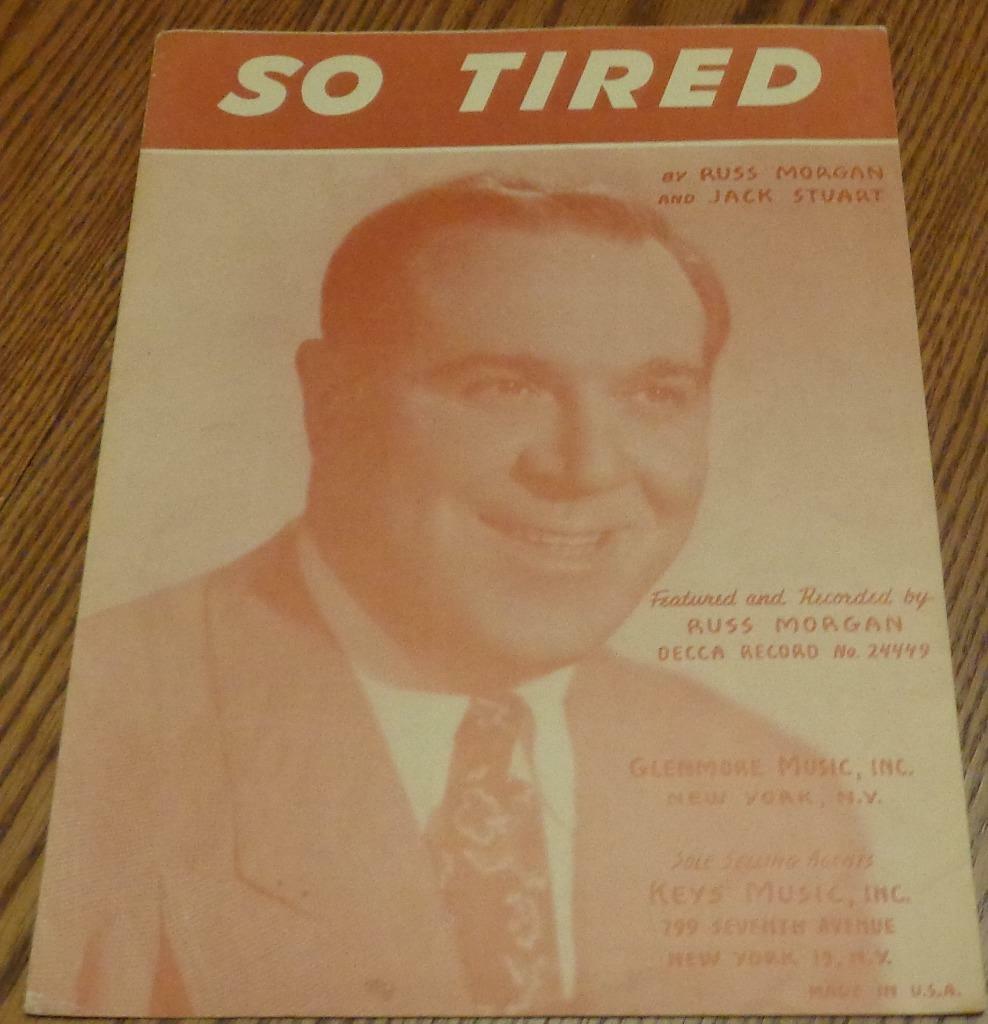 SO TIRED
BY RUSS MORGAN
AND JACK STUART
Featured and Recorded by
RUSS MORGAN
DECCA RECORD No. 24449
GLENMORE MUSIC, INC.
NEW YORK, N.Y.
SOLE SELLING AGENTS
KEYS MUSIC, INC.
799 SEVENTH AVENUE
NEW YORK 19, N.Y.
MADE IN U.S.A.